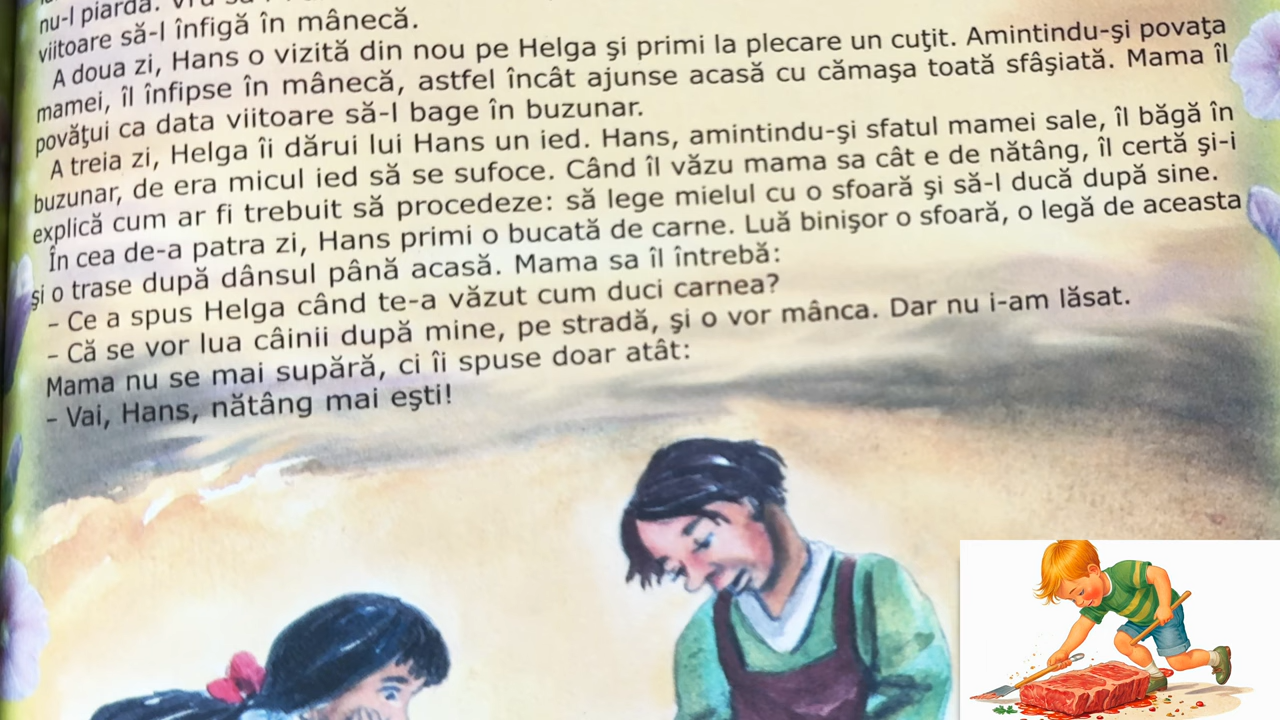 nu-l piardă.
viitoare să-l înfigă în mânecă.
A doua zi, Hans o vizită din nou pe Helga şi primi la plecare un cuţit. Amintindu-şi povaţa
mamei, îl înfipse în mânecă, astfel încât ajunse acasă cu cămaşa toată sfâşiată. Mama îl
povăţui ca data viitoare să-l bage în buzunar.
A treia zi, Helga îi dărui lui Hans un ied. Hans, amintindu-şi sfatul mamei sale, îl băgă în
buzunar, de era micul ied să se sufoce. Când îl văzu mama sa cât e de nătâng, îl certă şi-i
explică cum ar fi trebuit să procedeze: să lege mielul cu o sfoară şi să-l ducă după sine.
În cea de-a patra zi, Hans primi o bucată de carne. Luă binişor o sfoară, o legă de aceasta
şi o trase după dânsul până acasă. Mama sa îl întrebă:
– Ce a spus Helga când te-a văzut cum duci carnea?
– Că se vor lua câinii după mine, pe stradă, şi o vor mânca. Dar nu i-am lăsat.
Mama nu se mai supără, ci îi spuse doar atât:
– Vai, Hans, nătâng mai eşti!